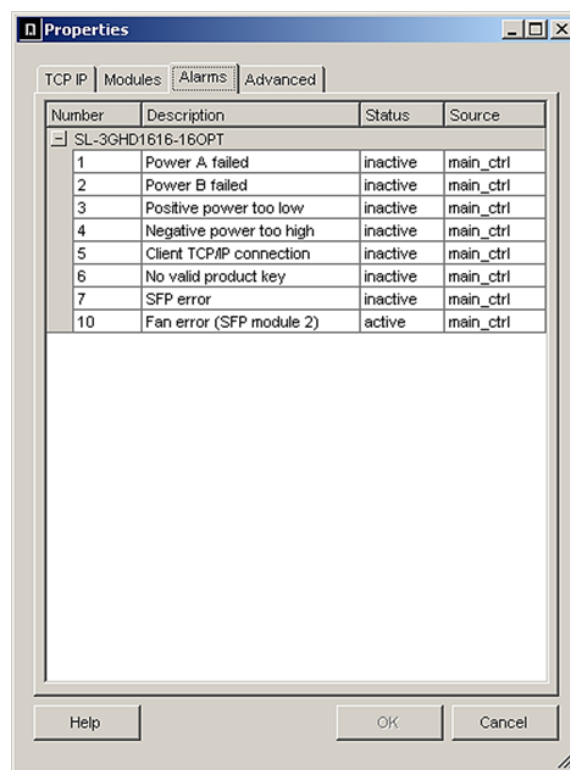 Properties
TCP IP Modules Alarms Advanced
Number Description Status Source
SL-3GHD1616-16OPT
1 Power A failed inactive main_ctrl
2 Power B failed inactive main_ctrl
3 Positive power too low inactive main_ctrl
4 Negative power too high inactive main_ctrl
5 Client TCP/IP connection inactive main_ctrl
6 No valid product key inactive main_ctrl
7 SFP error inactive main_ctrl
10 Fan error (SFP module 2) active main_ctrl
Help OK Cancel